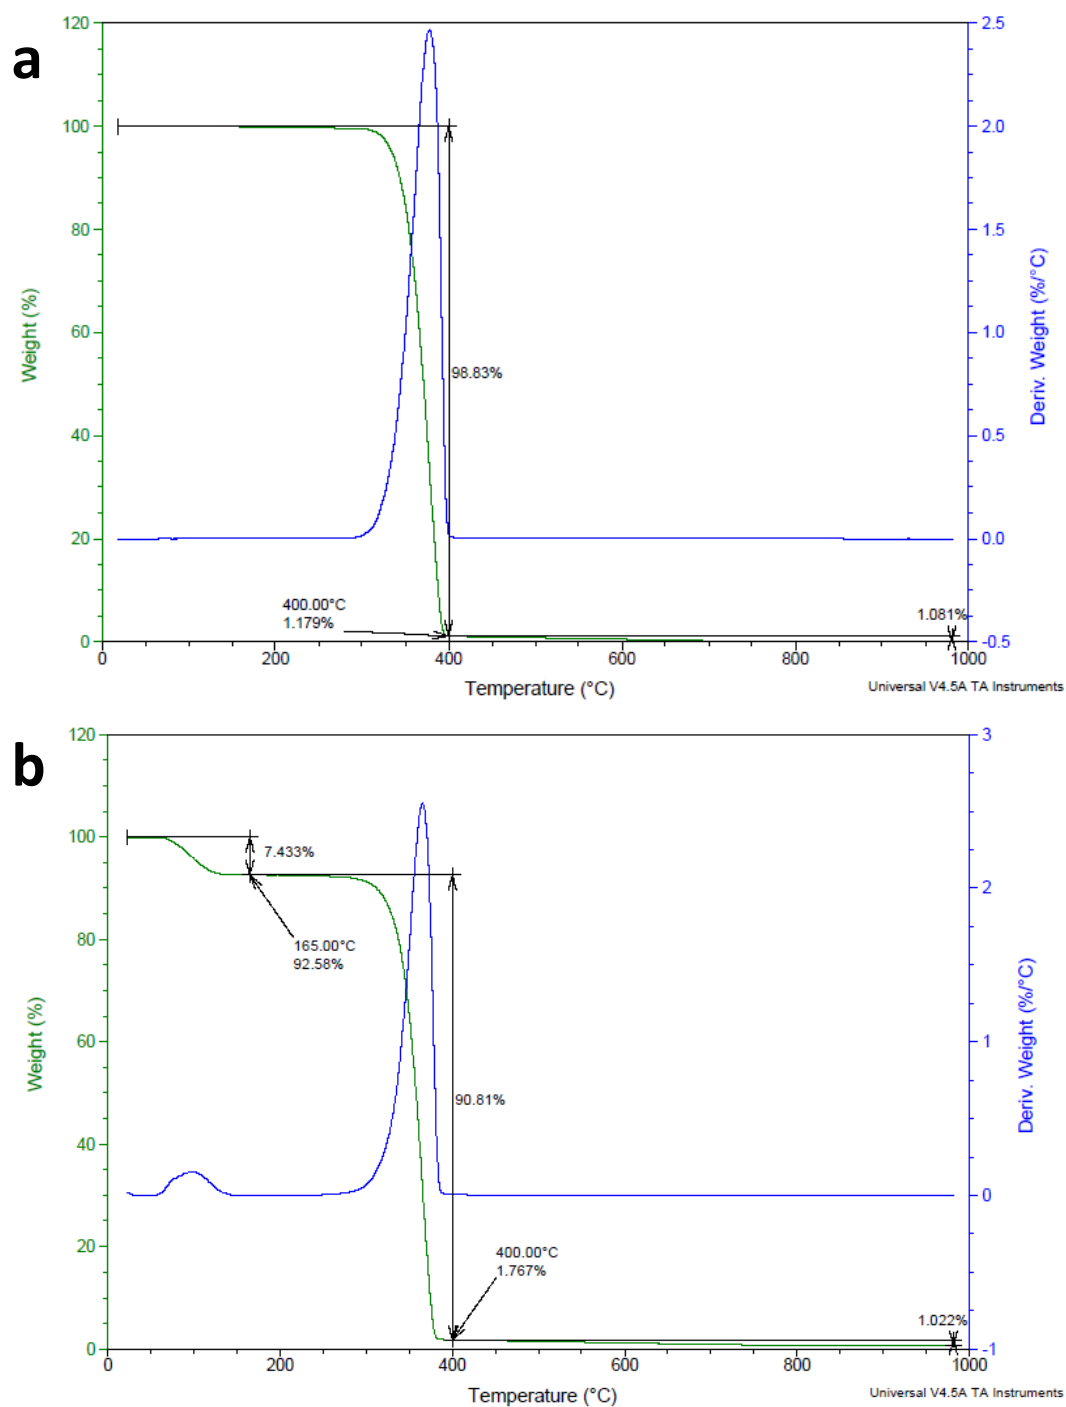 a
120
100
80
60
40
20
0
Weight (%)
2.5
2.0
1.5
1.0
0.5
0.0
-0.5
Deriv. Weight (%/°C)
98.83%
400.00°C
1.179%
1.081%
0 200 400 600 800 1000
Temperature (°C)
Universal V4.5A TA Instruments
b
120
100
80
60
40
20
0
Weight (%)
3
2
1
0
-1
Deriv. Weight (%/°C)
7.433%
165.00°C
92.58%
90.81%
400.00°C
1.767%
1.022%
0 200 400 600 800 1000
Temperature (°C)
Universal V4.5A TA Instruments